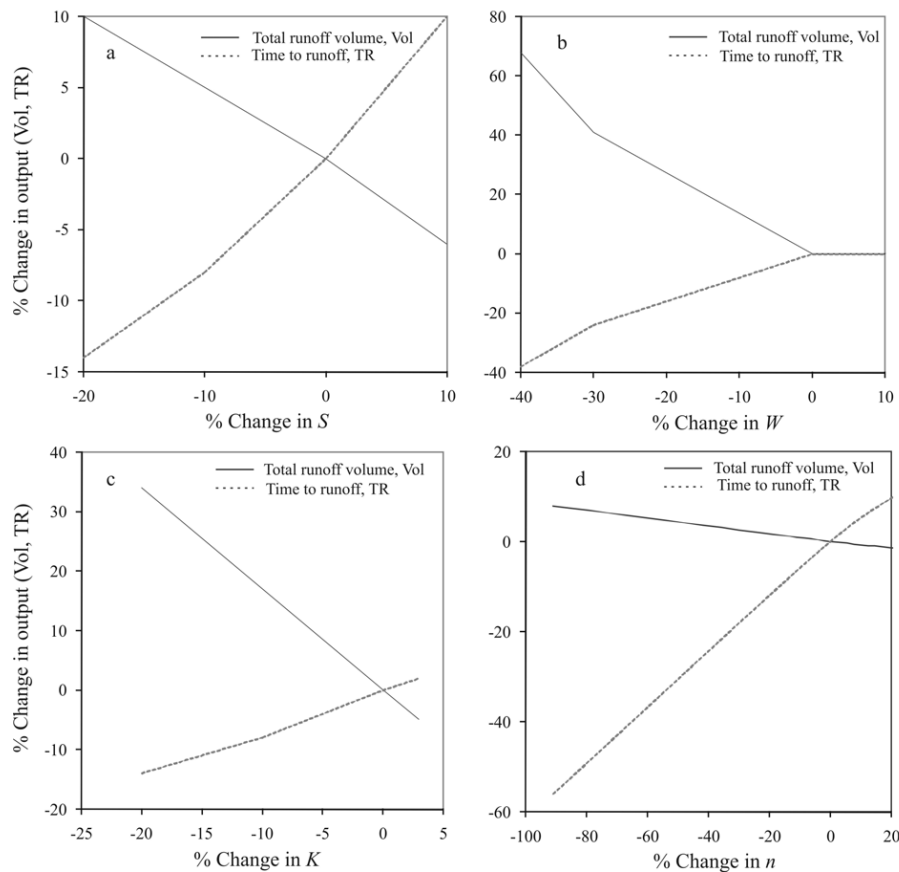 a
Total runoff volume, Vol
Time to runoff, TR
10
5
0
-5
-10
-15
-20
-10
0
10
% Change in S
% Change in output (Vol, TR)
b
Total runoff volume, Vol
Time to runoff, TR
80
60
40
20
0
-20
-40
-40
-30
-20
-10
0
10
% Change in W
c
Total runoff volume, Vol
Time to runoff, TR
40
30
20
10
0
-10
-20
-25
-20
-15
-10
-5
0
5
% Change in K
% Change in output (Vol, TR)
d
Total runoff volume, Vol
Time to runoff, TR
20
0
-20
-40
-60
-100
-80
-60
-40
-20
0
20
% Change in n